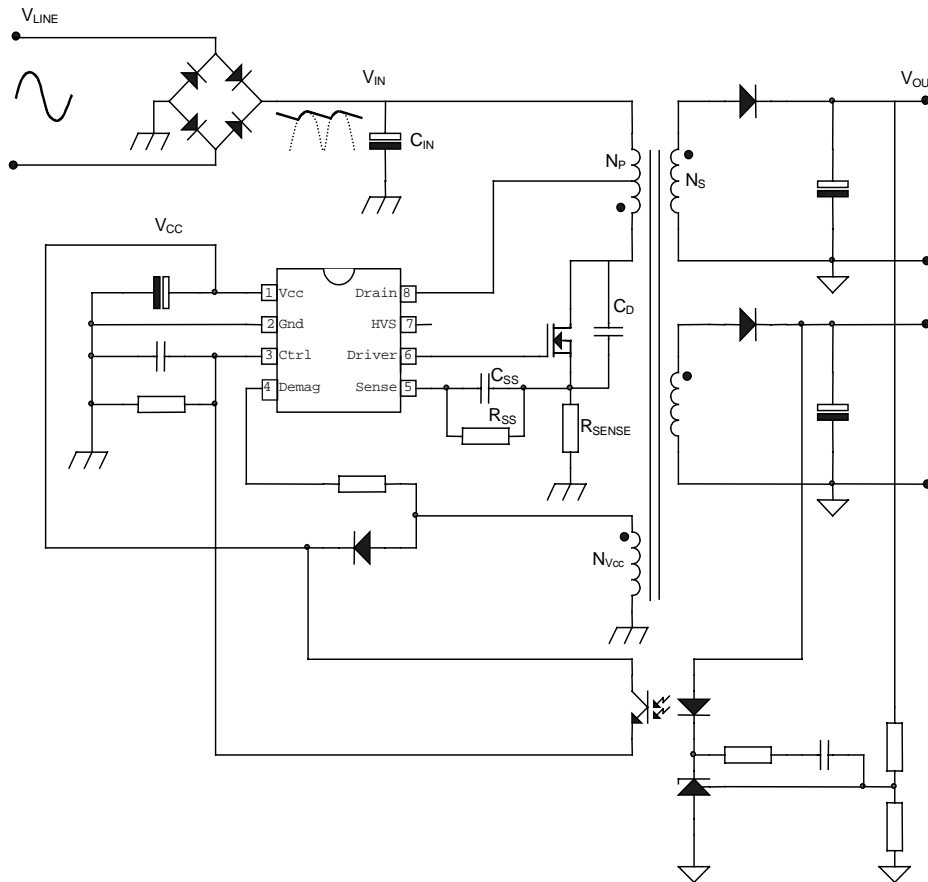 VLINE
VIN
VOU
CIN
NP
NS
VCC
1 Vcc Drain 8
2 Gnd HVS 7
3 Ctrl Driver 6
4 Demag Sense 5
CD
CSS
RSS
RSENSE
NVcc